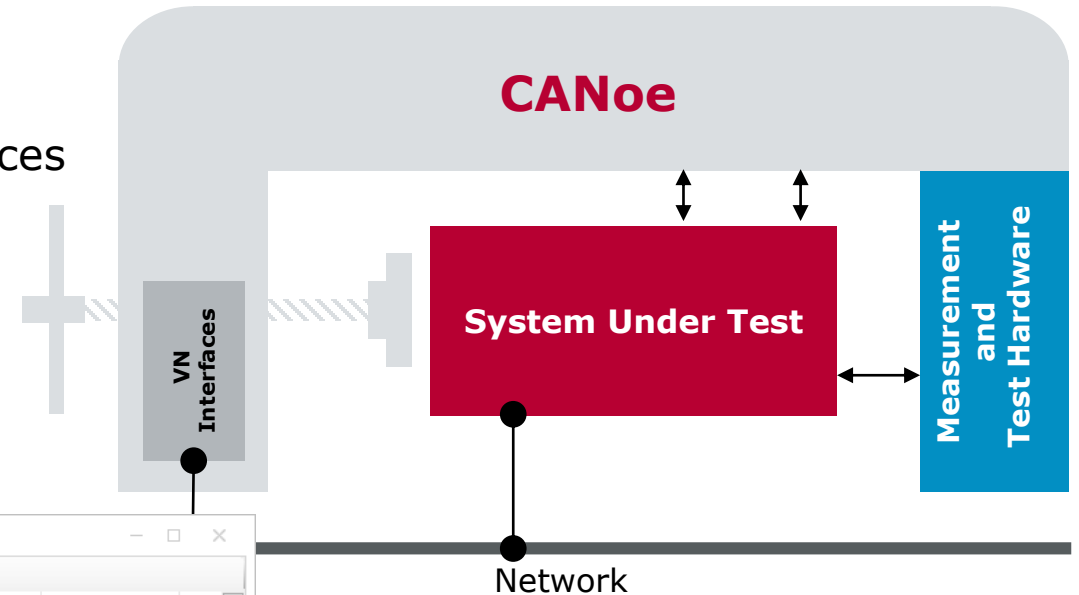 CANoe
ces
System Under Test
VN
Interfaces
Measurement
and
Test Hardware
Network